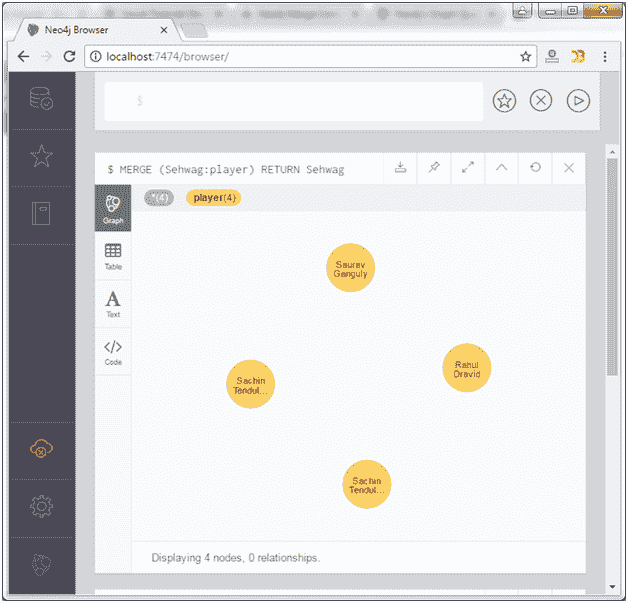 Neo4j Browser
localhost:7474/browser/
$
$ MERGE (Sehwag:player) RETURN Sehwag
Graph
*(4) player(4)
Table
Text
Code
Saurav
Ganguly
Rahul
Dravid
Sachin
Tendul...
Sachin
Tendul...
Displaying 4 nodes, 0 relationships.